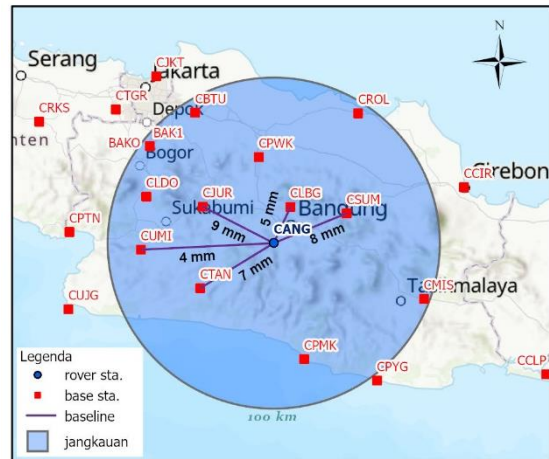 Serang
CJKT
Jakarta
N
CTGR
CBTU
CROL
CRKS
Depok
BAK1
BAKO
CPWK
Bogor
CCIR
Cirebon
CLDO
CJUR
CLBG
CSUM
Sukabumi
Bandung
CPTN
5 mm
9 mm
CANG
8 mm
CUMI
4 mm
7 mm
CTAN
CMIS
CUJG
CPMK
CPYG
CCLP
Legenda
rover sta.
base sta.
baseline
jangkauan
100 km